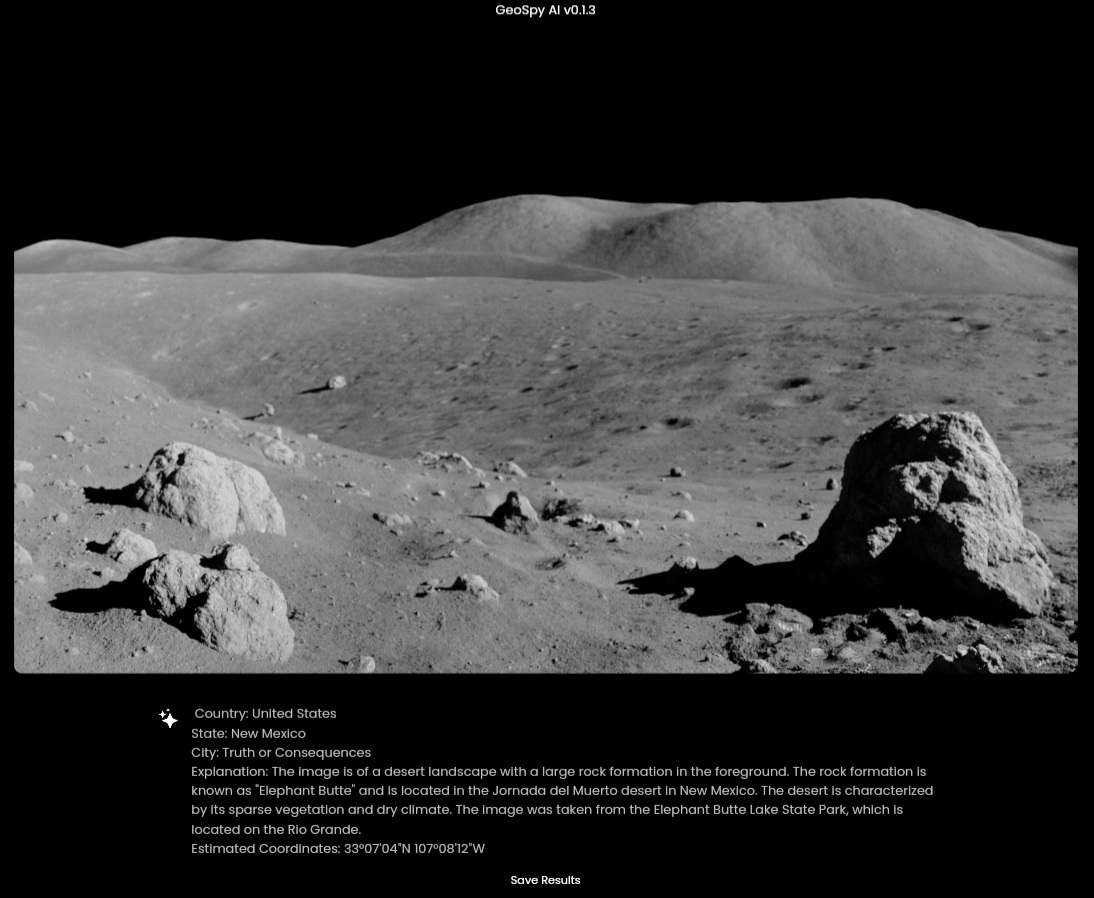 GeoSpy AI v0.1.3
Country: United States
State: New Mexico
City: Truth or Consequences
Explanation: The image is of a desert landscape with a large rock formation in the foreground. The rock formation is
known as "Elephant Butte" and is located in the Jornada del Muerto desert in New Mexico. The desert is characterized
by its sparse vegetation and dry climate. The image was taken from the Elephant Butte Lake State Park, which is
located on the Rio Grande.
Estimated Coordinates: 33°07'04"N 107°08'12"W
Save Results